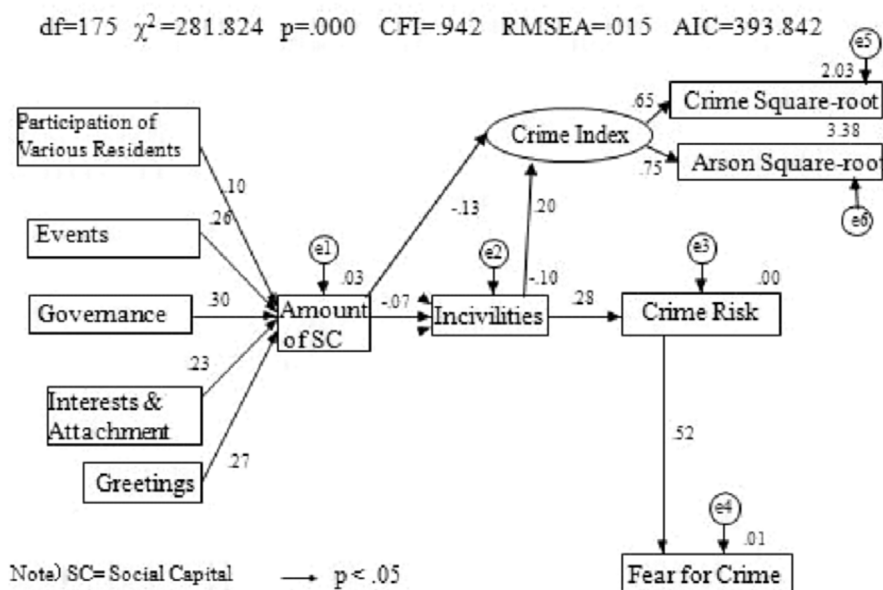 df=175 χ²=281.824 p=.000 CFI=.942 RMSEA=.015 AIC=393.842
e5
2.03
Crime Square-root
.65
Crime Index
3.38
.75
Arson Square-root
e6
Participation of
Various Residents
.10
.26
Events
-.13
.20
e1
.03
e2
-.10
e3
.00
Governance
.30
Amount
of SC
-.07
Incivilities
.28
Crime Risk
.23
Interests &
Attachment
.27
Greetings
.52
e4
.01
Fear for Crime
Note) SC= Social Capital → p < .05